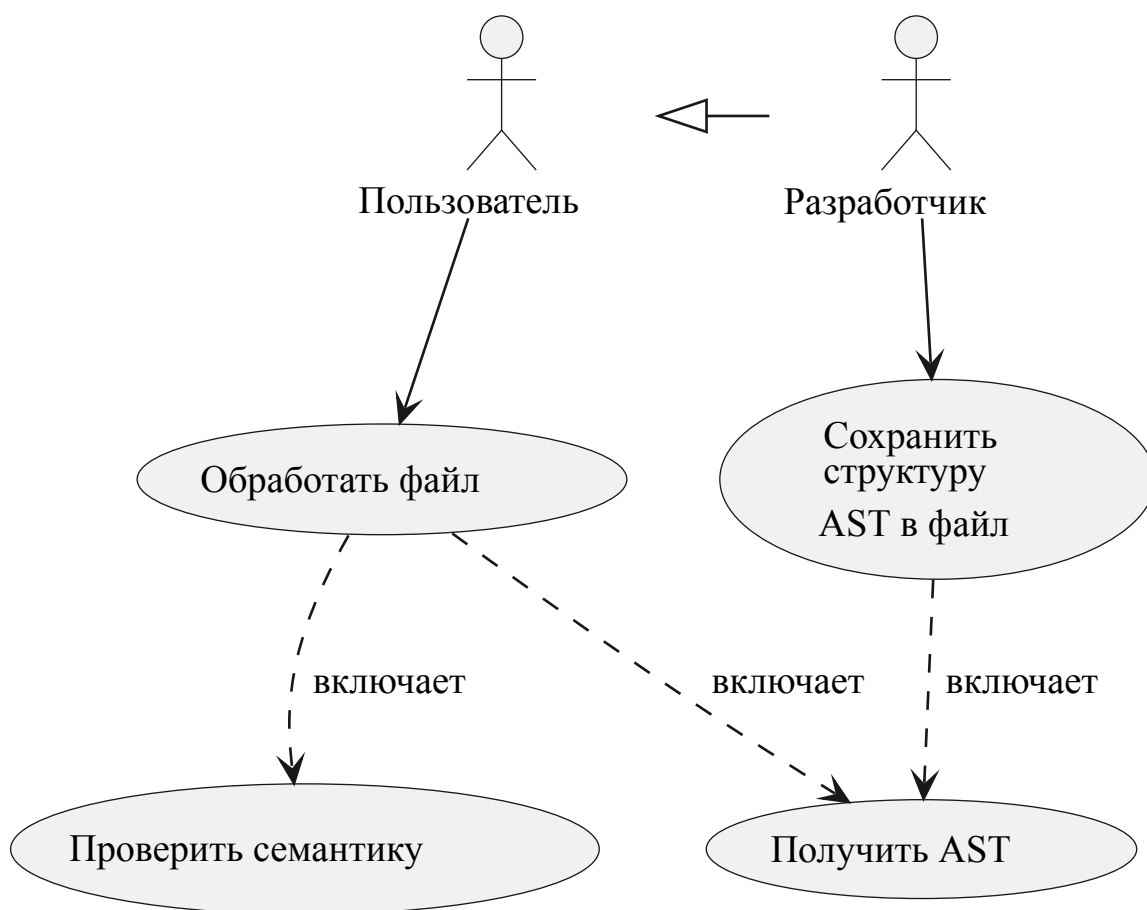 Пользователь
Разработчик
Обработать файл
Сохранить
структуру
AST в файл
включает
включает
включает
Проверить семантику
Получить AST